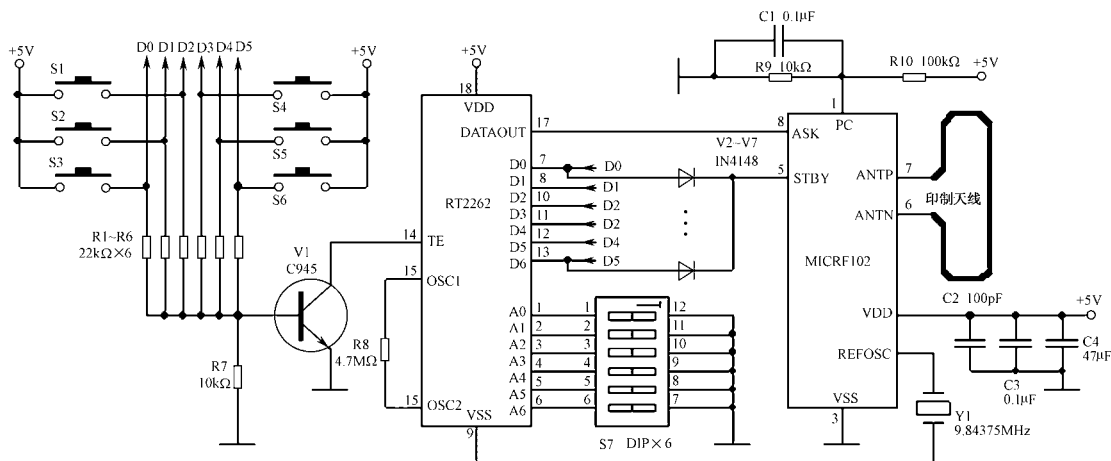 C1 0.1μF
+5V
D0 D1 D2 D3 D4 D5
+5V
+5V
R9 10kΩ
R10 100kΩ
+5V
S1
S4
18
VDD
1
PC
S2
S5
DATAOUT
17
8
ASK
V2~V7
IN4148
S3
S6
D0
7
D0
5
STBY
ANTP
7
D1
8
D1
D2
10
D2
RT2262
印制天线
D3
11
D2
ANTN
6
D4
12
D4
R1~R6
22kΩ×6
V1
C945
14
TE
D5
13
D5
D6
MICRF102
15
OSC1
C2 100pF
+5V
A0
1
1
12
VDD
A1
2
2
11
A2
3
3
10
R8
4.7MΩ
A3
4
4
9
REFOSC
C4
47μF
R7
10kΩ
A4
5
4
8
A5
5
5
A6
6
6
7
C3
0.1μF
15
OSC2
VSS
9
VSS
3
Y1
9.84375MHz
S7 DIP×6